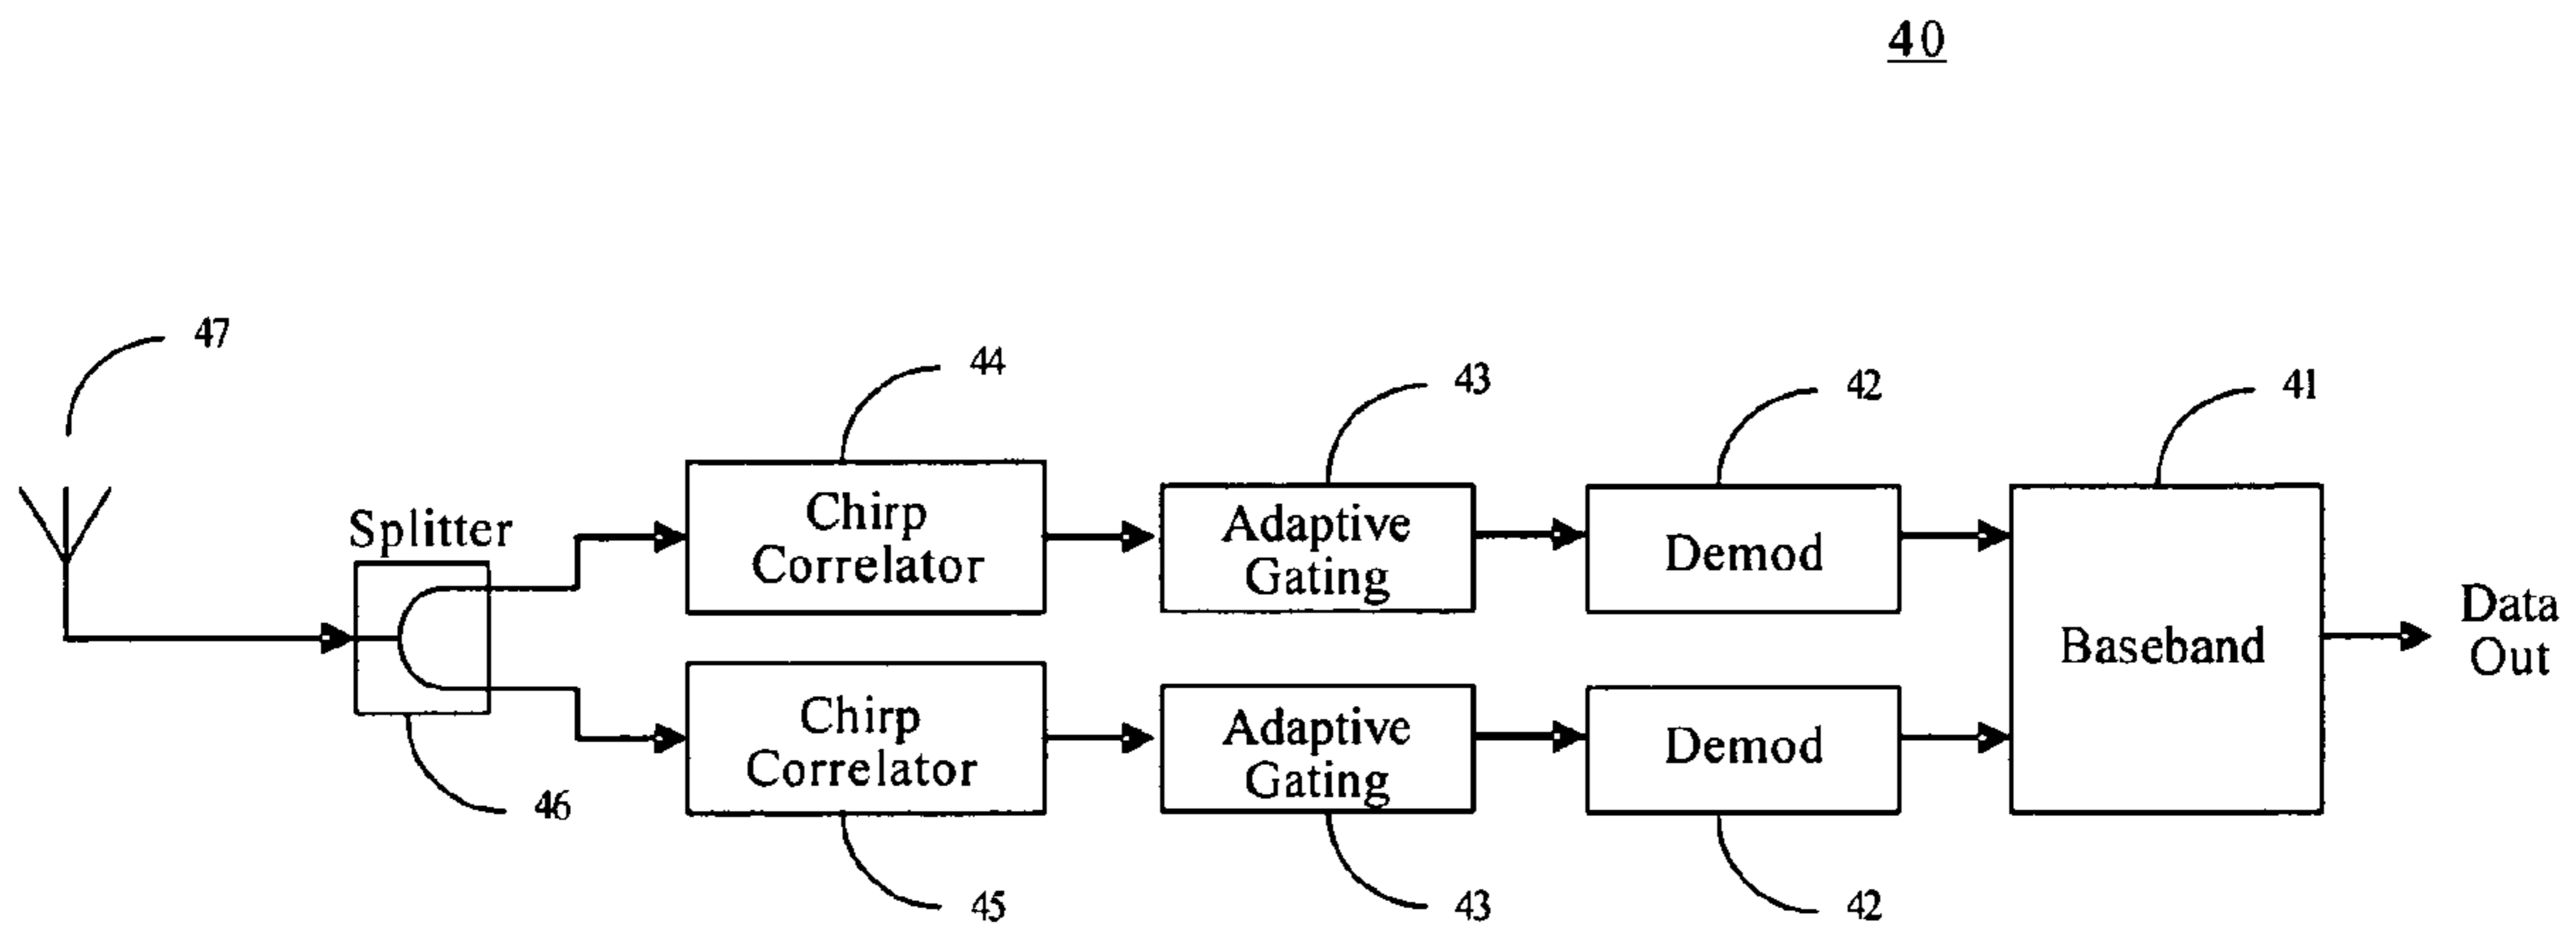 40
47
44
43
42
41
Splitter
Chirp
Correlator
Adaptive
Gating
Demod
Baseband
Data
Out
Chirp
Correlator
Adaptive
Gating
Demod
46
45
43
42